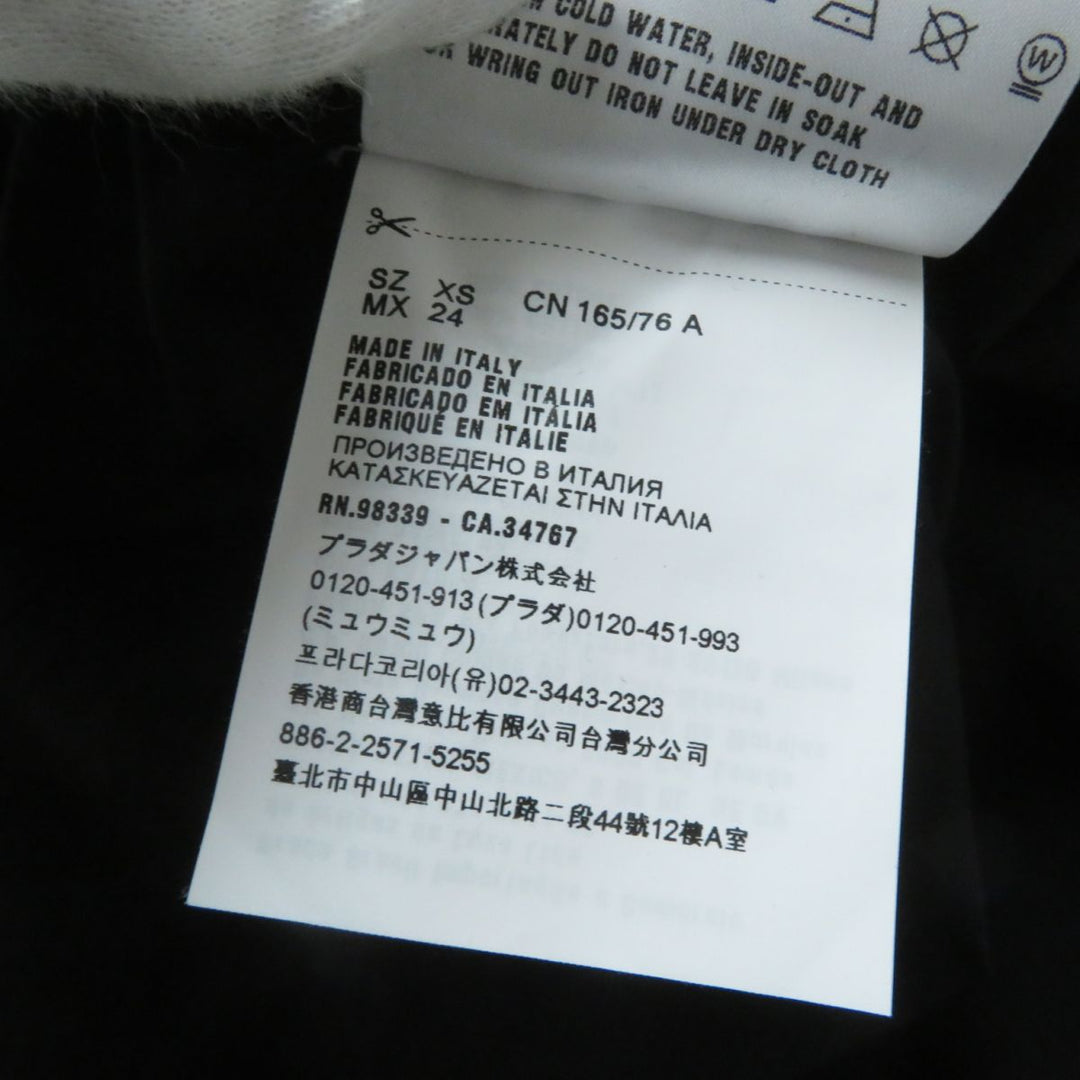 COLD WATER, INSIDE-OUT AND
DO NOT LEAVE IN SOAK
WRING OUT IRON UNDER DRY CLOTH
W
SZ XS CN 165/76 A
MX 24
MADE IN ITALY
FABRICADO EN ITALIA
FABRICADO EM ITÁLIA
FABRIQUÉ EN ITALIE
ПРОИЗВЕДЕНО В ИТАЛИЯ
ΚΑΤΑΣΚΕΥΑΖΕΤΑΙ ΣΤΗΝ ΙΤΑΛΙΑ
RN.98339 - CA.34767
プラダジャパン株式会社
0120-451-913(プラダ)0120-451-993
(ミュウミュウ)
프라다코리아(유)02-3443-2323
香港商台灣意比有限公司台灣分公司
886-2-2571-5255
臺北市中山區中山北路二段44號12樓A室